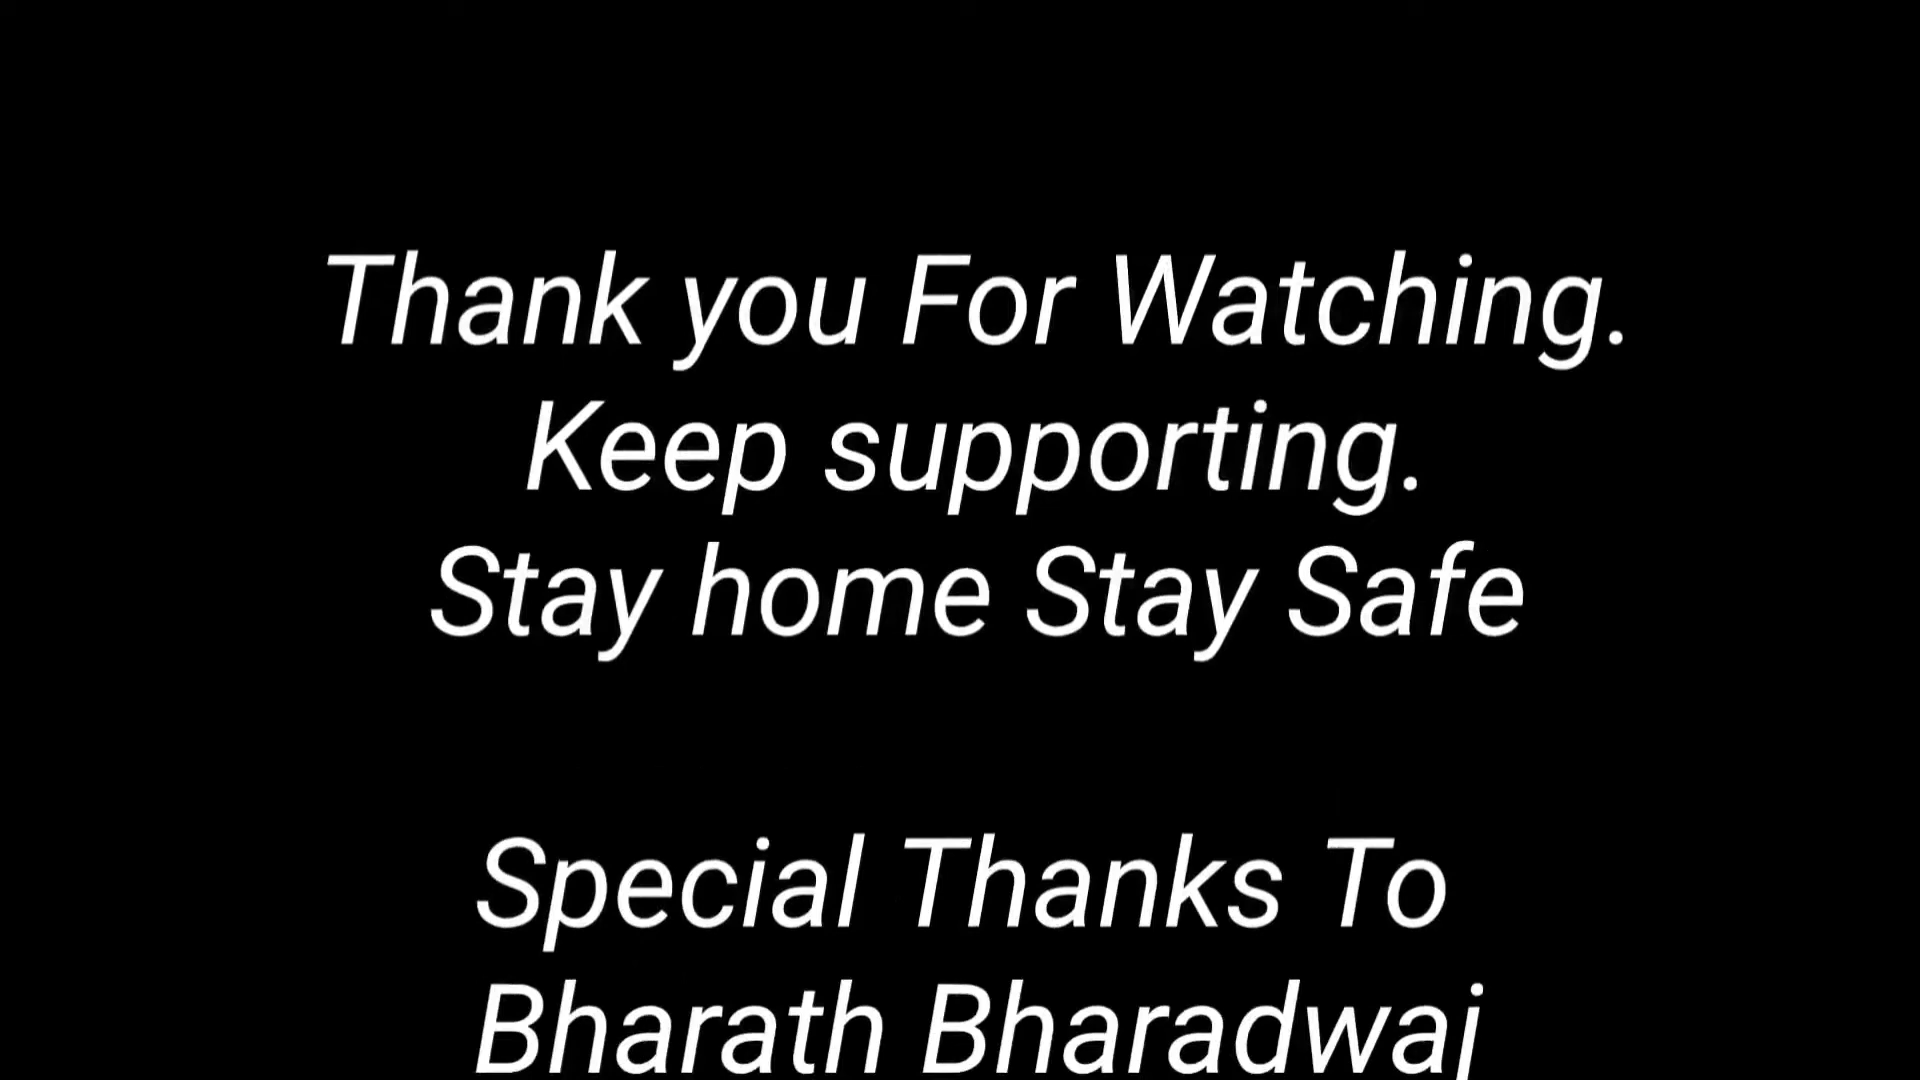 Thank you For Watching.
Keep supporting.
Stay home Stay Safe
Special Thanks To
Bharath Bharadwaj